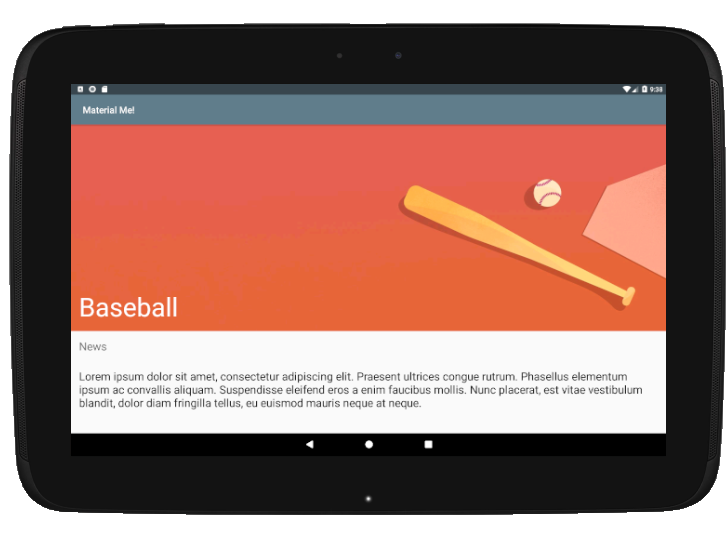 9:38
Material Me!
Baseball
News
Lorem ipsum dolor sit amet, consectetur adipiscing elit. Praesent ultrices congue rutrum. Phasellus elementum
ipsum ac convallis aliquam. Suspendisse eleifend eros a enim faucibus mollis. Nunc placerat, est vitae vestibulum
blandit, dolor diam fringilla tellus, eu euismod mauris neque at neque.